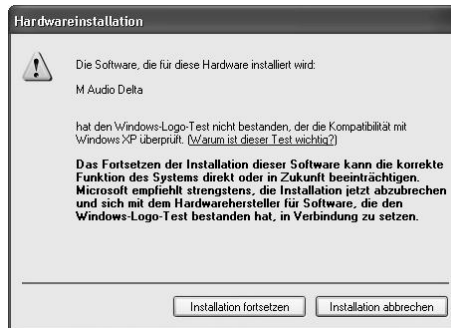 Hardwareinstallation
Die Software, die für diese Hardware installiert wird:
M Audio Delta
hat den Windows-Logo-Test nicht bestanden, der die Kompatibilität mit
Windows XP überprüft. (Warum ist dieser Test wichtig?)
Das Fortsetzen der Installation dieser Software kann die korrekte
Funktion des Systems direkt oder in Zukunft beeinträchtigen.
Microsoft empfiehlt strengstens, die Installation jetzt abzubrechen
und sich mit dem Hardwarehersteller für Software, die den
Windows-Logo-Test bestanden hat, in Verbindung zu setzen.
Installation fortsetzen
Installation abbrechen